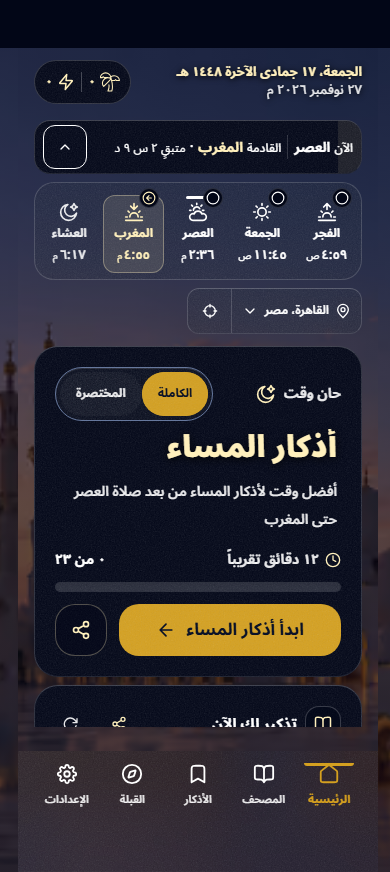 الجمعة، ١٧ جمادى الآخرة ١٤٤٨ هـ
٢٧ نوفمبر ٢٠٢٦ م
٠
٠
الآن العصر
القادمة المغرب · متبقٍ ٢ س ٩ د
الفجر
٤:٥٩ ص
الجمعة
١١:٤٥ ص
العصر
٢:٣٦ م
المغرب
٤:٥٥ م
العشاء
٦:١٧ م
القاهرة، مصر
حان وقت
الكاملة
المختصرة
أذكار المساء
أفضل وقت لأذكار المساء من بعد صلاة العصر
حتى المغرب
١٢ دقائق تقريباً
٠ من ٢٣
ابدأ أذكار المساء
تذكير لك الآن
الرئيسية
المصحف
الأذكار
القبلة
الإعدادات